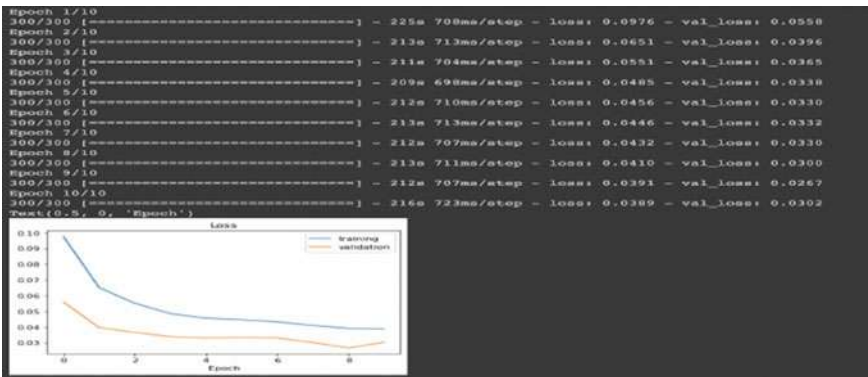 Epoch 1/10
300/300 [==============================] - 225s 708ms/step - loss: 0.0976 - val_loss: 0.0558
Epoch 2/10
300/300 [==============================] - 213s 713ms/step - loss: 0.0651 - val_loss: 0.0396
Epoch 3/10
300/300 [==============================] - 211s 704ms/step - loss: 0.0551 - val_loss: 0.0365
Epoch 4/10
300/300 [==============================] - 209s 698ms/step - loss: 0.0485 - val_loss: 0.0338
Epoch 5/10
300/300 [==============================] - 212s 710ms/step - loss: 0.0456 - val_loss: 0.0330
Epoch 6/10
300/300 [==============================] - 213s 713ms/step - loss: 0.0446 - val_loss: 0.0332
Epoch 7/10
300/300 [==============================] - 212s 707ms/step - loss: 0.0432 - val_loss: 0.0330
Epoch 8/10
300/300 [==============================] - 213s 711ms/step - loss: 0.0410 - val_loss: 0.0300
Epoch 9/10
300/300 [==============================] - 212s 707ms/step - loss: 0.0391 - val_loss: 0.0267
Epoch 10/10
300/300 [==============================] - 216s 723ms/step - loss: 0.0389 - val_loss: 0.0302
Text(0.5, 0, 'Epoch')
Loss
training
validation
0.10
0.09
0.08
0.07
0.06
0.05
0.04
0.03
0 2 4 6 8
Epoch